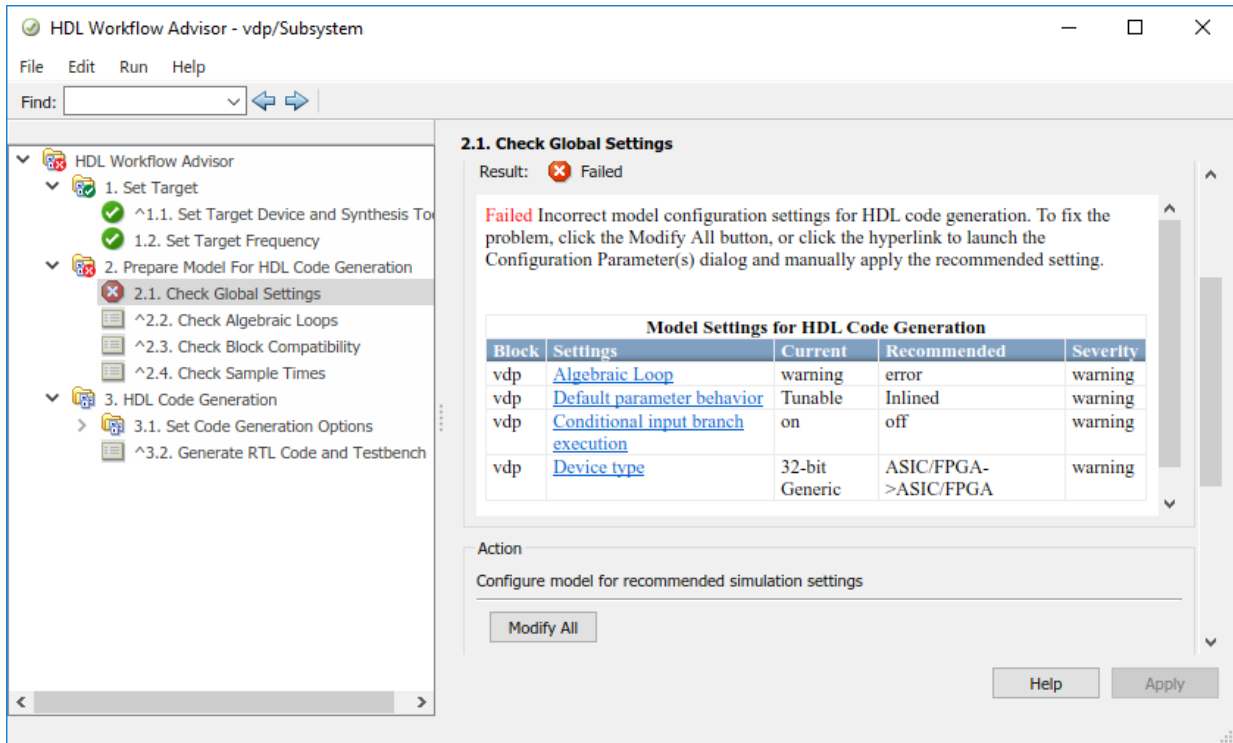 HDL Workflow Advisor - vdp/Subsystem
File Edit Run Help
Find:
HDL Workflow Advisor
1. Set Target
^1.1. Set Target Device and Synthesis To
1.2. Set Target Frequency
2. Prepare Model For HDL Code Generation
2.1. Check Global Settings
^2.2. Check Algebraic Loops
^2.3. Check Block Compatibility
^2.4. Check Sample Times
3. HDL Code Generation
3.1. Set Code Generation Options
^3.2. Generate RTL Code and Testbench
2.1. Check Global Settings
Result: Failed
Failed Incorrect model configuration settings for HDL code generation. To fix the
problem, click the Modify All button, or click the hyperlink to launch the
Configuration Parameter(s) dialog and manually apply the recommended setting.
Model Settings for HDL Code Generation
Block Settings Current Recommended Severity
vdp Algebraic Loop warning error warning
vdp Default parameter behavior Tunable Inlined warning
vdp Conditional input branch on off warning
execution
vdp Device type 32-bit ASIC/FPGA- warning
Generic >ASIC/FPGA
Action
Configure model for recommended simulation settings
Modify All
Help Apply